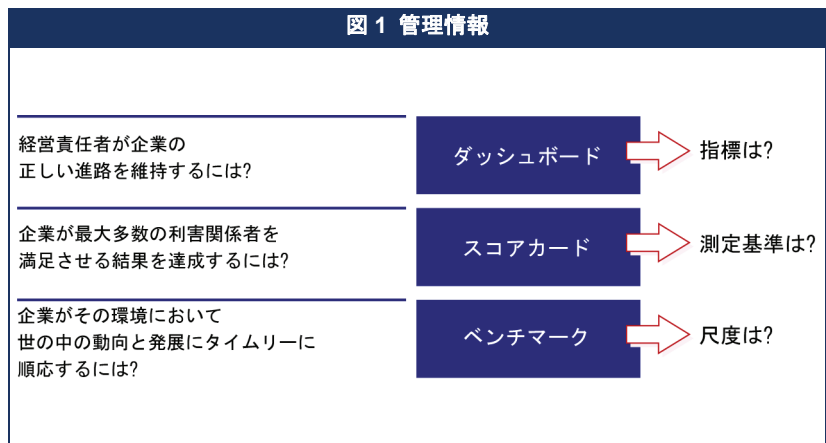 図 1 管理情報
経営責任者が企業の
正しい進路を維持するには?
ダッシュボード
指標は?
企業が最大多数の利害関係者を
満足させる結果を達成するには?
スコアカード
測定基準は?
企業がその環境において
世の中の動向と発展にタイムリーに
順応するには?
ベンチマーク
尺度は?